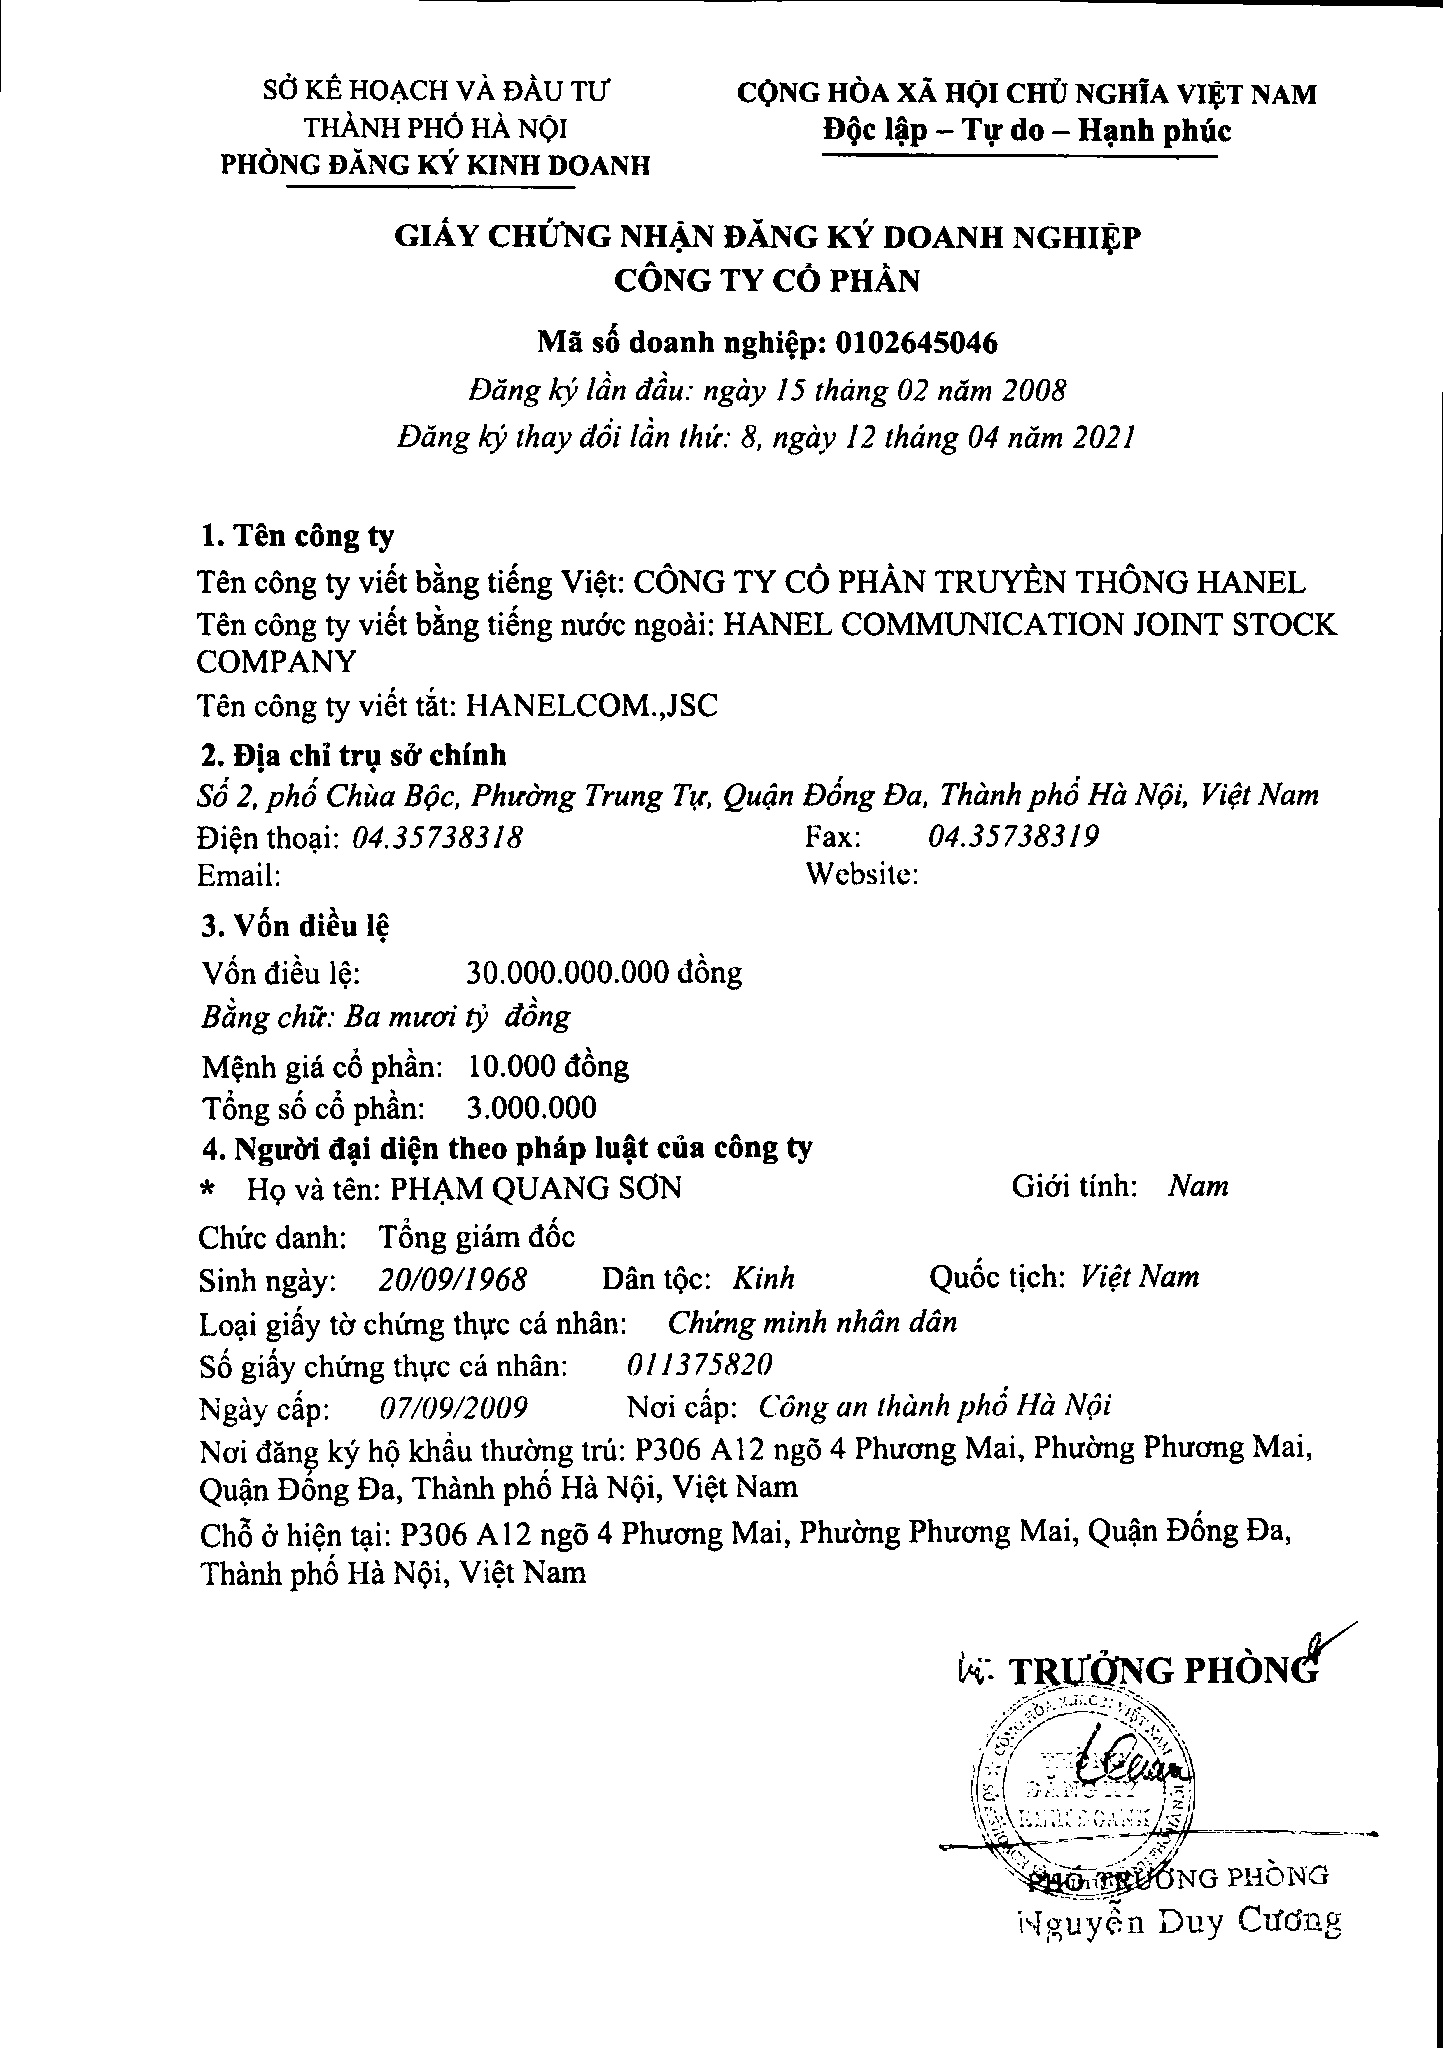 SỞ KẾ HOẠCH VÀ ĐẦU TƯ
THÀNH PHỐ HÀ NỘI
PHÒNG ĐĂNG KÝ KINH DOANH
CỘNG HÒA XÃ HỘI CHỦ NGHĨA VIỆT NAM
Độc lập – Tự do – Hạnh phúc
GIẤY CHỨNG NHẬN ĐĂNG KÝ DOANH NGHIỆP
CÔNG TY CỔ PHẦN
Mã số doanh nghiệp: 0102645046
Đăng ký lần đầu: ngày 15 tháng 02 năm 2008
Đăng ký thay đổi lần thứ: 8, ngày 12 tháng 04 năm 2021
1. Tên công ty
Tên công ty viết bằng tiếng Việt: CÔNG TY CỔ PHẦN TRUYỀN THÔNG HANEL
Tên công ty viết bằng tiếng nước ngoài: HANEL COMMUNICATION JOINT STOCK
COMPANY
Tên công ty viết tắt: HANELCOM.,JSC
2. Địa chỉ trụ sở chính
Số 2, phố Chùa Bộc, Phường Trung Tự, Quận Đống Đa, Thành phố Hà Nội, Việt Nam
Điện thoại: 04.35738318 Fax: 04.35738319
Email: Website:
3. Vốn điều lệ
Vốn điều lệ: 30.000.000.000 đồng
Bằng chữ: Ba mươi tỷ đồng
Mệnh giá cổ phần: 10.000 đồng
Tổng số cổ phần: 3.000.000
4. Người đại diện theo pháp luật của công ty
* Họ và tên: PHẠM QUANG SƠN Giới tính: Nam
Chức danh: Tổng giám đốc
Sinh ngày: 20/09/1968 Dân tộc: Kinh Quốc tịch: Việt Nam
Loại giấy tờ chứng thực cá nhân: Chứng minh nhân dân
Số giấy chứng thực cá nhân: 011375820
Ngày cấp: 07/09/2009 Nơi cấp: Công an thành phố Hà Nội
Nơi đăng ký hộ khẩu thường trú: P306 A12 ngõ 4 Phương Mai, Phường Phương Mai,
Quận Đống Đa, Thành phố Hà Nội, Việt Nam
Chỗ ở hiện tại: P306 A12 ngõ 4 Phương Mai, Phường Phương Mai, Quận Đống Đa,
Thành phố Hà Nội, Việt Nam
TRƯỞNG PHÒNG
PHÒNG
ĐĂNG KÝ
KINH DOANH
PHÓ TRƯỞNG PHÒNG
Nguyễn Duy Cương